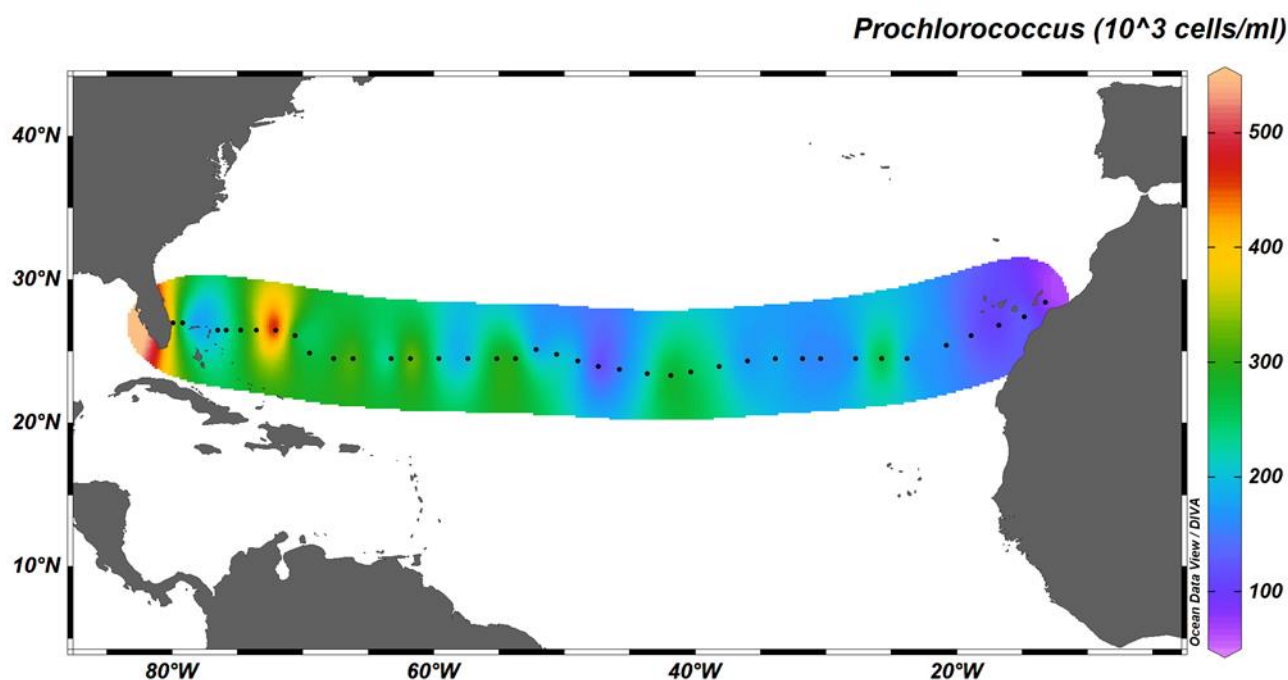 Prochlorococcus (10^3 cells/ml)
40°N
30°N
20°N
10°N
80°W
60°W
40°W
20°W
500
400
300
200
100
Ocean Data View / DIVA